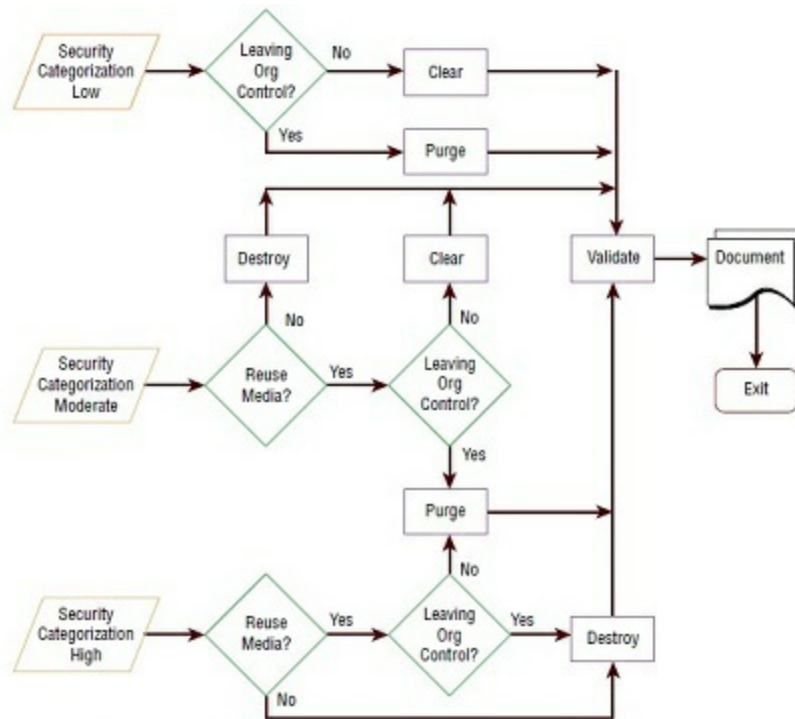 Security
Categorization
Low
Leaving
Org
Control?
No
Clear
Yes
Purge
Destroy
Clear
Validate
Document
No
No
Security
Categorization
Moderate
Reuse
Media?
Yes
Leaving
Org
Control?
Exit
Yes
Purge
No
Security
Categorization
High
Reuse
Media?
Yes
Leaving
Org
Control?
Yes
Destroy
No